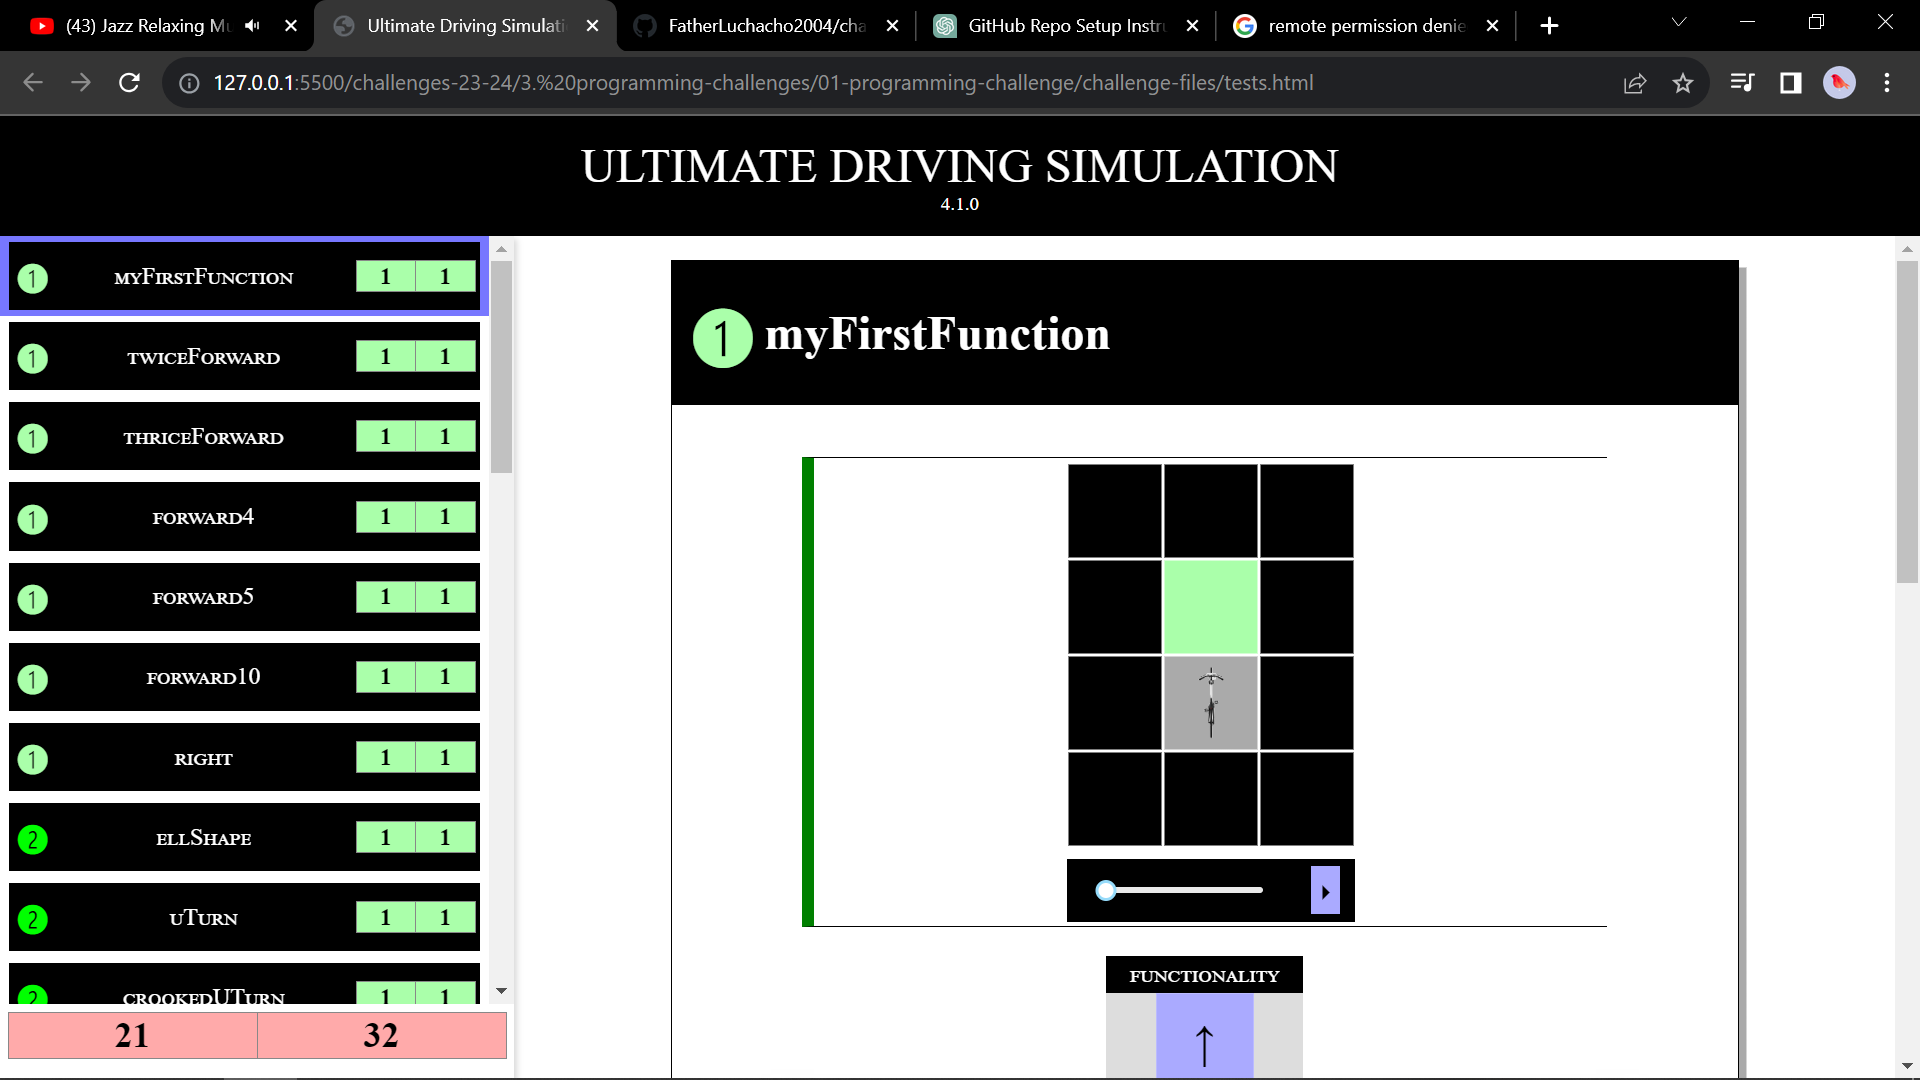 (43) Jazz Relaxing Mu
Ultimate Driving Simulati
FatherLuchacho2004/cha
GitHub Repo Setup Instru
remote permission denie
127.0.0.1:5500/challenges-23-24/3.%20programming-challenges/01-programming-challenge/challenge-files/tests.html
ULTIMATE DRIVING SIMULATION
4.1.0
1 myFirstFunction 1 1
1 twiceForward 1 1
1 thriceForward 1 1
1 forward4 1 1
1 forward5 1 1
1 forward10 1 1
1 right 1 1
2 ellShape 1 1
2 uTurn 1 1
2 crookedUTurn 1 1
21 32
1 myFirstFunction
FUNCTIONALITY
↑